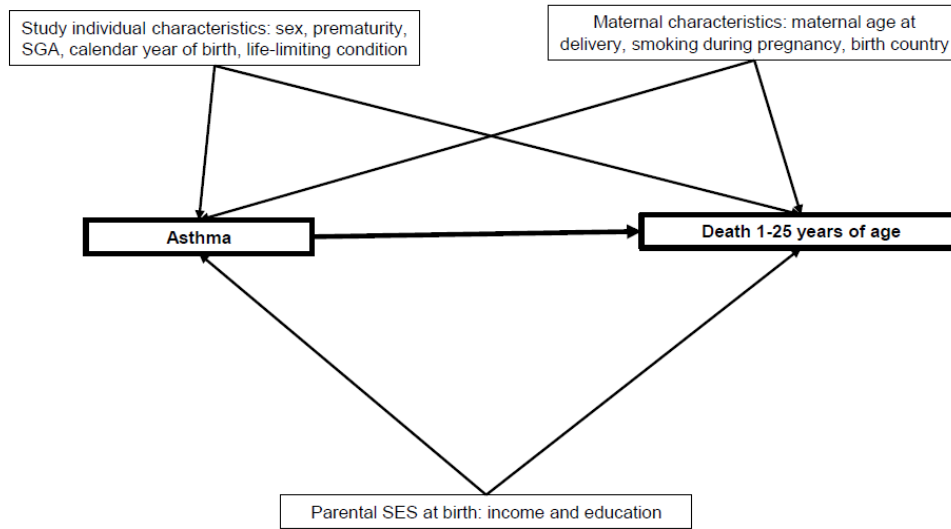 Study individual characteristics: sex, prematurity,
SGA, calendar year of birth, life-limiting condition
Maternal characteristics: maternal age at
delivery, smoking during pregnancy, birth country
Asthma
Death 1-25 years of age
Parental SES at birth: income and education